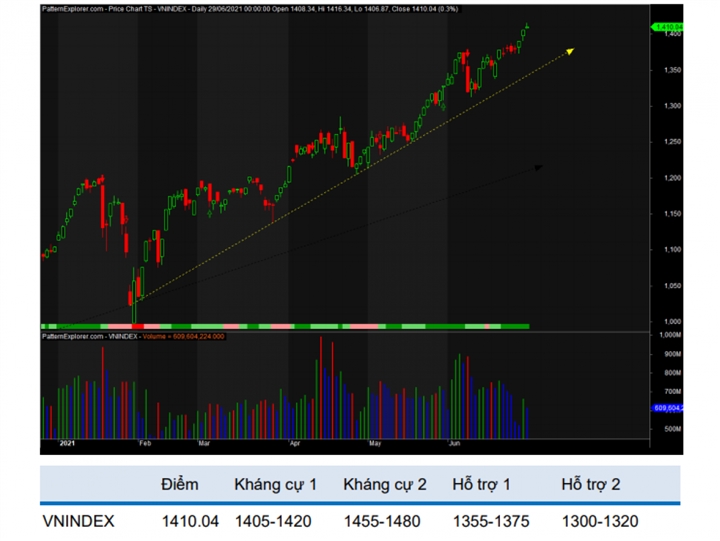 PatternExplorer.com - Price Chart TS - VNINDEX - Daily 29/06/2021 00:00:00 Open 1408.34, Hi 1416.34, Lo 1406.87, Close 1410.04 (0.3%)
1,410.04
1,400
1,350
1,300
1,250
1,200
1,150
1,100
1,050
1,000
PatternExplorer.com - VNINDEX - Volume = 609,604,224.000
1,000M
900M
800M
700M
609,604,2
500M
2021 Feb Mar Apr May Jun
Điểm Kháng cự 1 Kháng cự 2 Hỗ trợ 1 Hỗ trợ 2
VNINDEX 1410.04 1405-1420 1455-1480 1355-1375 1300-1320